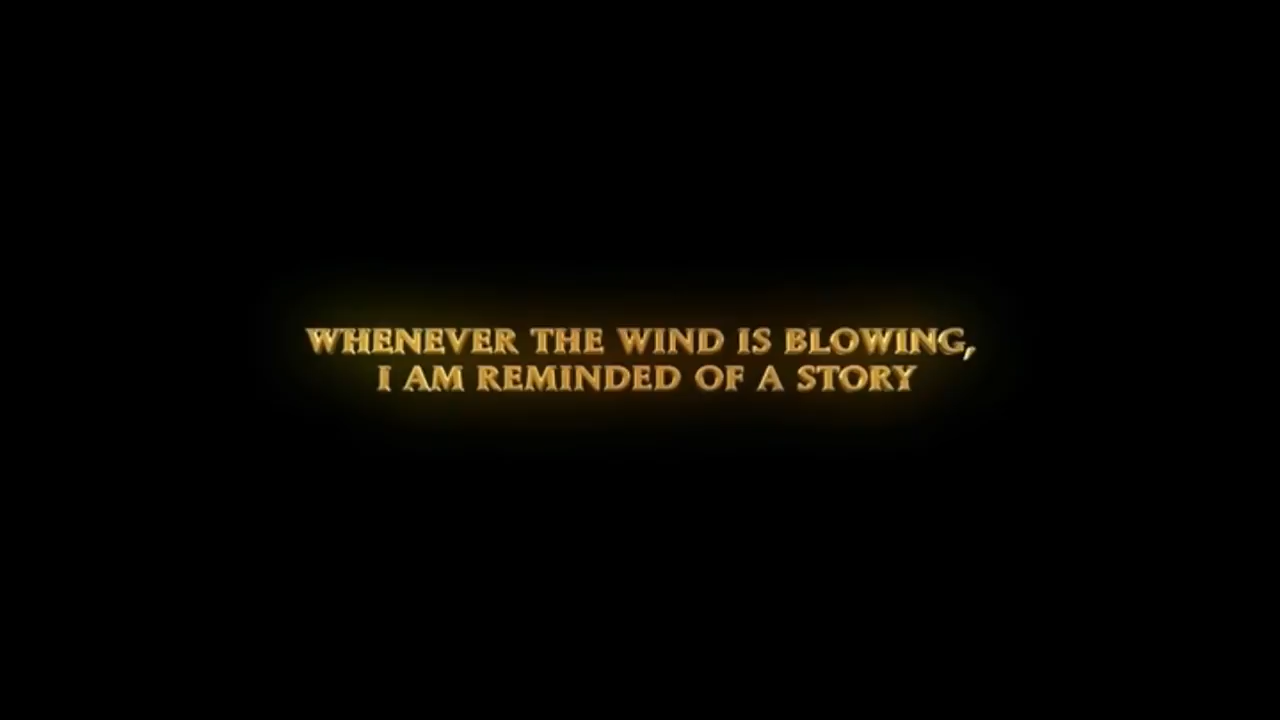 WHENEVER THE WIND IS BLOWING,
I AM REMINDED OF A STORY